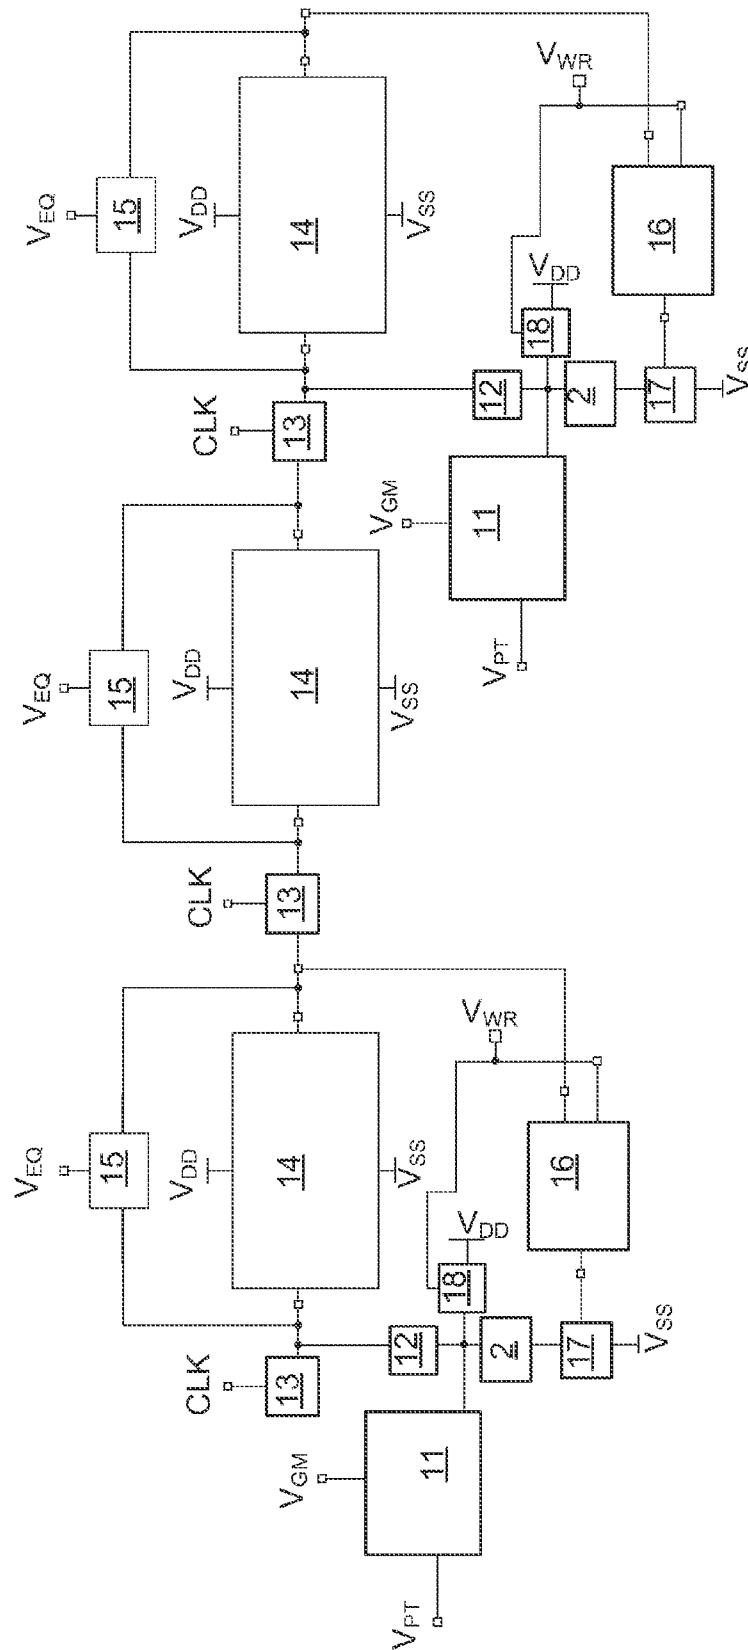 V_EQ
V_EQ
V_EQ
15
15
15
CLK
V_DD
CLK
V_DD
CLK
V_DD
13
14
13
14
13
14
V_GM
V_SS
V_SS
V_GM
V_SS
V_PT
11
12
18
V_DD
V_WR
2
17
16
V_SS
V_PT
11
12
18
V_DD
V_WR
2
17
16
V_SS